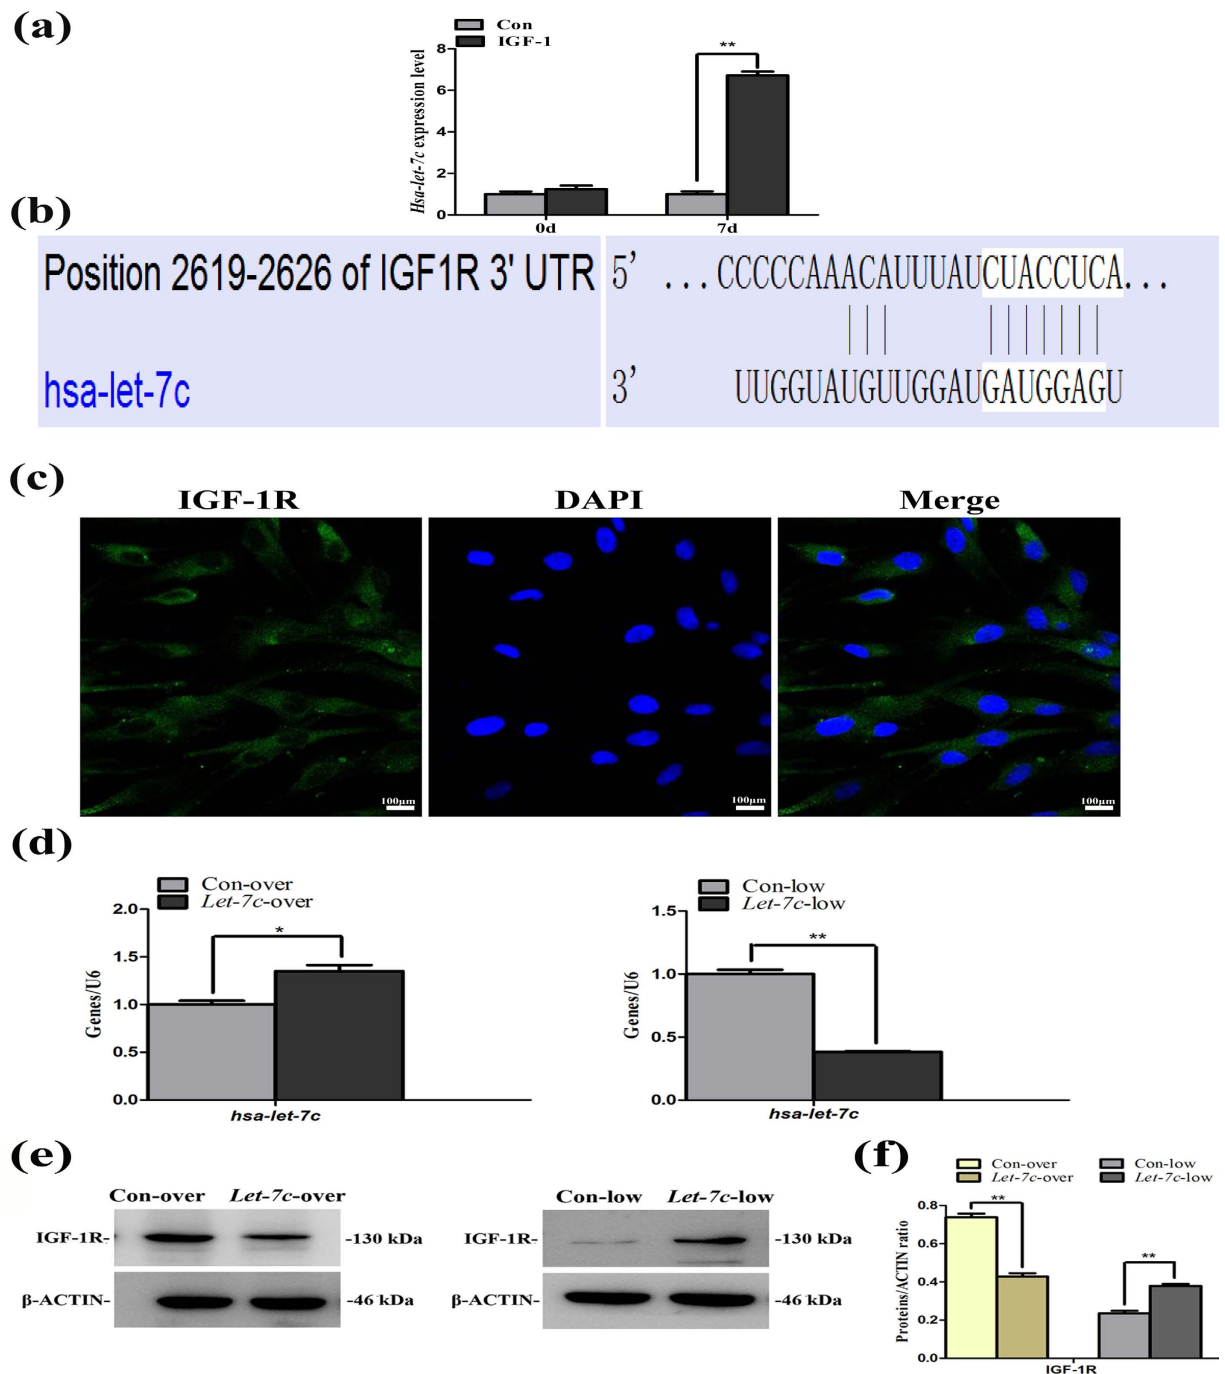 (a)
Con
IGF-1
Hsa-let-7c expression level
8
6
4
2
0
**
0d
7d
(b)
Position 2619-2626 of IGF1R 3' UTR
5' ...CCCCCAAACAUUUAUCUACCUCA...
hsa-let-7c
3' UUGGUAUGUUGGAUGAUGGAGU
(c)
IGF-1R
DAPI
Merge
100μm
100μm
100μm
(d)
Con-over
Let-7c-over
Genes/U6
2.0
1.5
1.0
0.5
0.0
*
hsa-let-7c
Con-low
Let-7c-low
Genes/U6
1.5
1.0
0.5
0.0
**
hsa-let-7c
(e)
Con-over Let-7c-over
IGF-1R- -130 kDa
β-ACTIN- -46 kDa
Con-low Let-7c-low
IGF-1R- -130 kDa
β-ACTIN- -46 kDa
(f)
Con-over
Let-7c-over
Con-low
Let-7c-low
Proteins/ACTIN ratio
0.8
0.6
0.4
0.2
0.0
**
**
IGF-1R